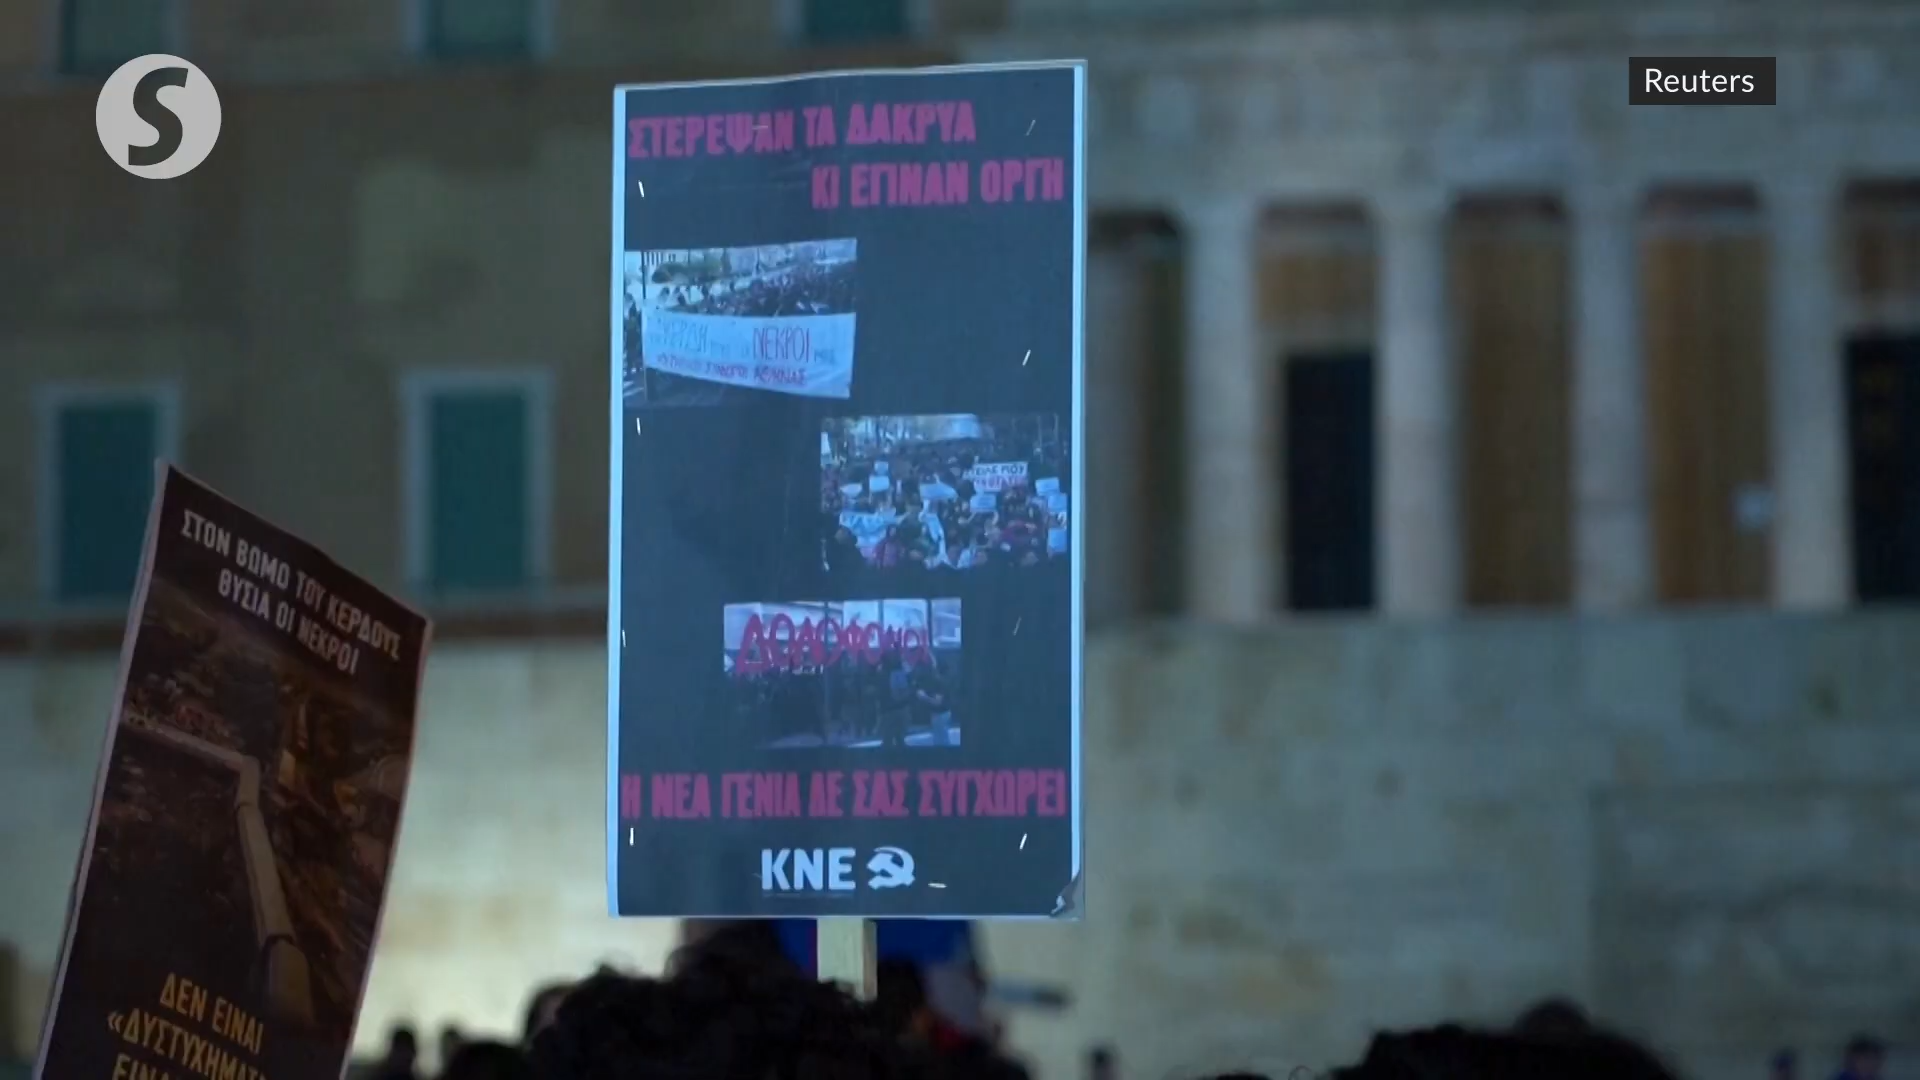 S
Reuters
ΣΤΕΡΕΨΑΝ ΤΑ ΔΑΚΡΥΑ
ΚΙ ΕΓΙΝΑΝ ΟΡΓΗ
ΝΕΚΡΟΙ
ΔΟΛΟΦΟΝΟΙ
Η ΝΕΑ ΓΕΝΙΑ ΔΕ ΣΑΣ ΣΥΓΧΩΡΕΙ
ΚΝΕ
ΣΤΟΝ ΒΩΜΟ ΤΟΥ ΚΕΡΔΟΥΣ
ΘΥΣΙΑ ΟΙ ΝΕΚΡΟΙ
ΔΕΝ ΕΙΝΑΙ